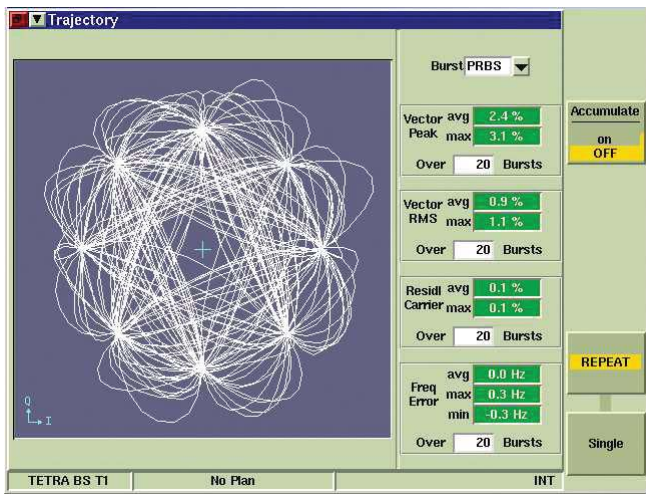 Trajectory
Burst PRBS
Vector avg 2.4 %
Peak max 3.1 %
Over 20 Bursts
Vector avg 0.9 %
RMS max 1.1 %
Over 20 Bursts
Residl avg 0.1 %
Carrier max 0.1 %
Over 20 Bursts
avg 0.0 Hz
Freq max 0.3 Hz
Error min -0.3 Hz
Over 20 Bursts
Q
I
Accumulate
on
OFF
REPEAT
Single
TETRA BS T1 No Plan INT